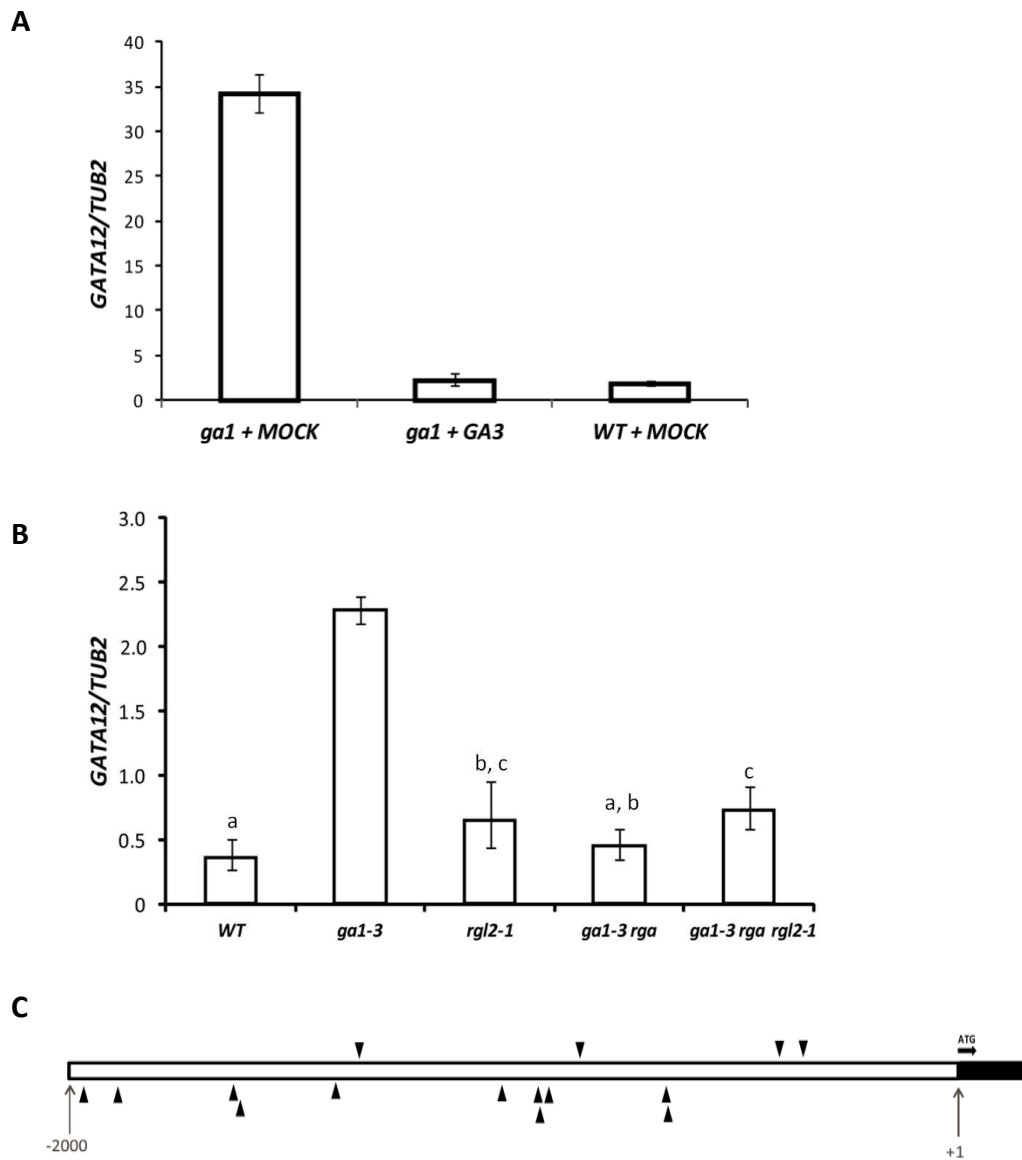 A
40
35
30
25
20
15
10
5
0
GATA12/TUB2
ga1 + MOCK ga1 + GA3 WT + MOCK
B
3.0
2.5
2.0
1.5
1.0
0.5
0
GATA12/TUB2
a
b, c
a, b
c
WT ga1-3 rgl2-1 ga1-3 rga ga1-3 rga rgl2-1
C
ATG
-2000 +1